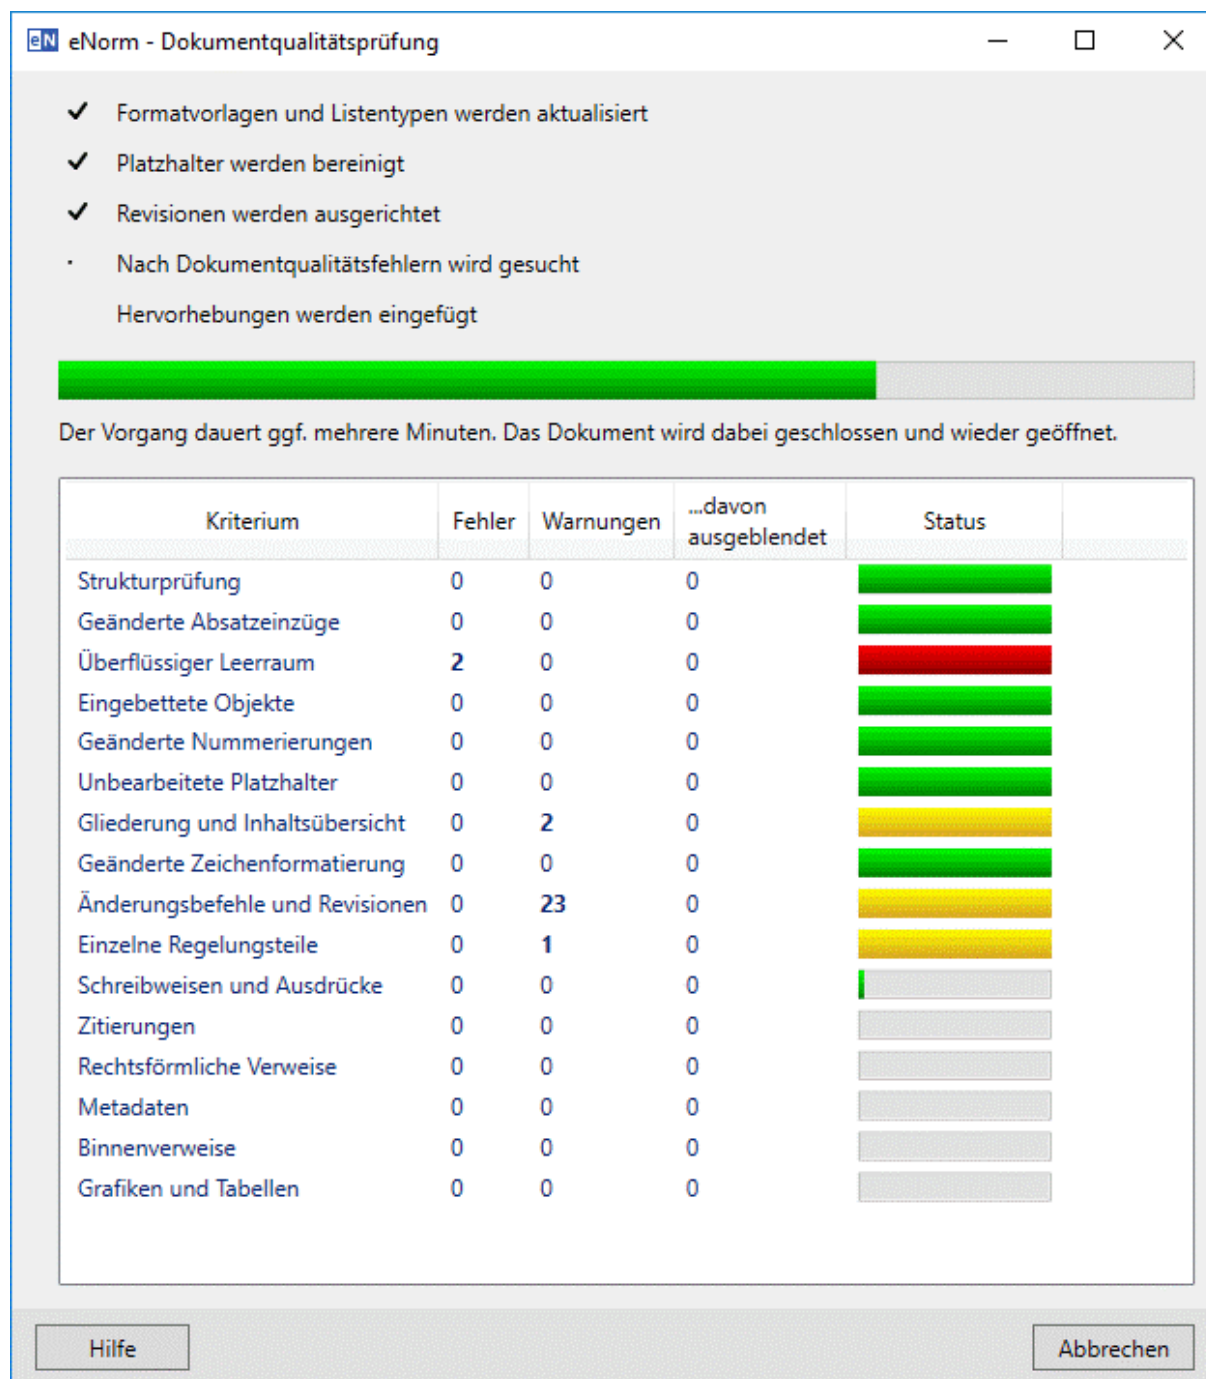 eN eNorm - Dokumentqualitätsprüfung
Formatvorlagen und Listentypen werden aktualisiert
Platzhalter werden bereinigt
Revisionen werden ausgerichtet
Nach Dokumentqualitätsfehlern wird gesucht
Hervorhebungen werden eingefügt
Der Vorgang dauert ggf. mehrere Minuten. Das Dokument wird dabei geschlossen und wieder geöffnet.
Kriterium Fehler Warnungen ...davon ausgeblendet Status
Strukturprüfung 0 0 0
Geänderte Absatzeinzüge 0 0 0
Überflüssiger Leerraum 2 0 0
Eingebettete Objekte 0 0 0
Geänderte Nummerierungen 0 0 0
Unbearbeitete Platzhalter 0 0 0
Gliederung und Inhaltsübersicht 0 2 0
Geänderte Zeichenformatierung 0 0 0
Änderungsbefehle und Revisionen 0 23 0
Einzelne Regelungsteile 0 1 0
Schreibweisen und Ausdrücke 0 0 0
Zitierungen 0 0 0
Rechtsförmliche Verweise 0 0 0
Metadaten 0 0 0
Binnenverweise 0 0 0
Grafiken und Tabellen 0 0 0
Hilfe Abbrechen